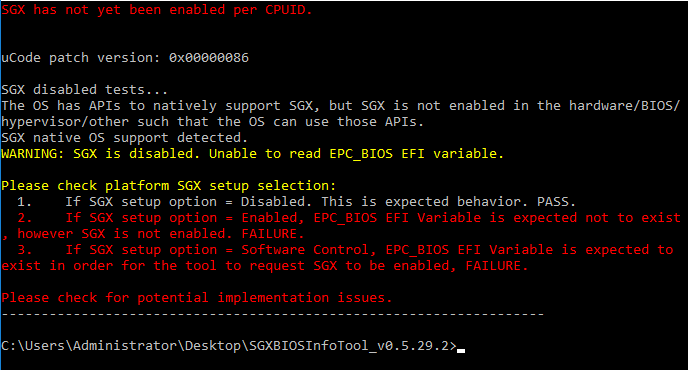 SGX has not yet been enabled per CPUID.
uCode patch version: 0x00000086
SGX disabled tests...
The OS has APIs to natively support SGX, but SGX is not enabled in the hardware/BIOS/
hypervisor/other such that the OS can use those APIs.
SGX native OS support detected.
WARNING: SGX is disabled. Unable to read EPC_BIOS EFI variable.
Please check platform SGX setup selection:
1. If SGX setup option = Disabled. This is expected behavior. PASS.
2. If SGX setup option = Enabled, EPC_BIOS EFI Variable is expected not to exist
, however SGX is not enabled. FAILURE.
3. If SGX setup option = Software Control, EPC_BIOS EFI Variable is expected to
exist in order for the tool to request SGX to be enabled, FAILURE.
Please check for potential implementation issues.
--------------------------------------------------------------------
C:\Users\Administrator\Desktop\SGXBIOSInfoTool_v0.5.29.2>